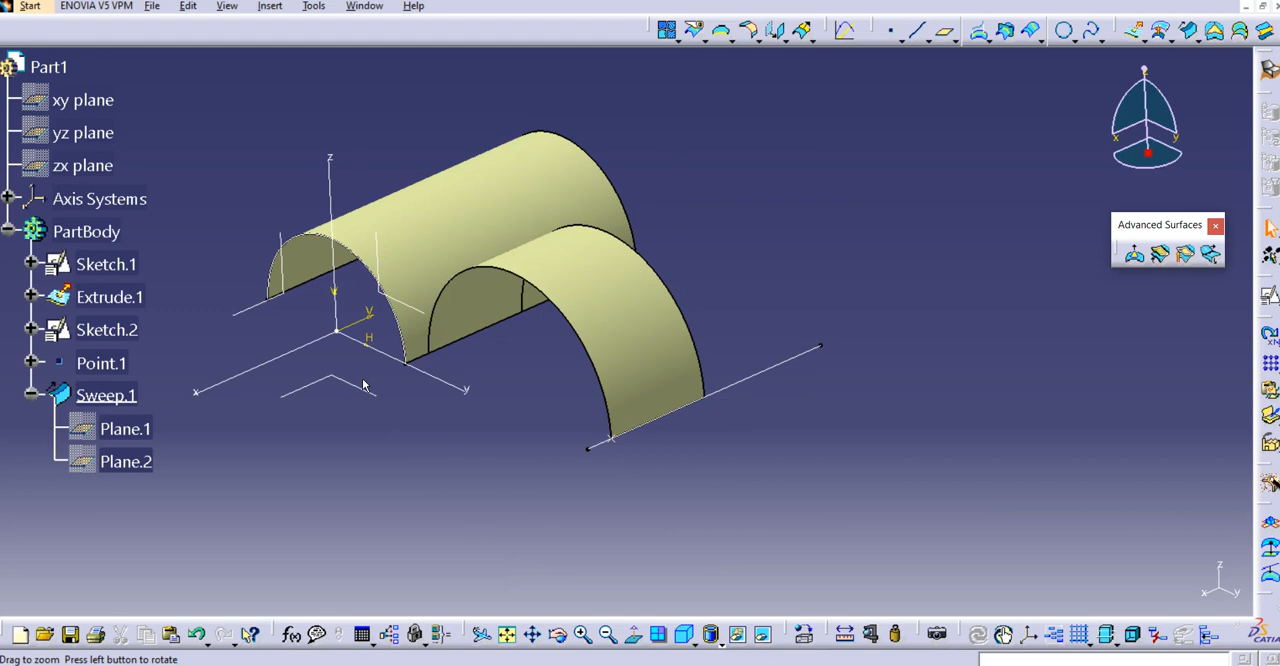 Start ENOVIA V5 VPM File Edit View Insert Tools Window Help
Part1
xy plane
yz plane
zx plane
Axis Systems
PartBody
Sketch.1
Extrude.1
Sketch.2
Point.1
Sweep.1
Plane.1
Plane.2
z
x
y
V
H
z
x
y
Advanced Surfaces
z
x
y
f(x)
CATIA
Drag to zoom Press left button to rotate